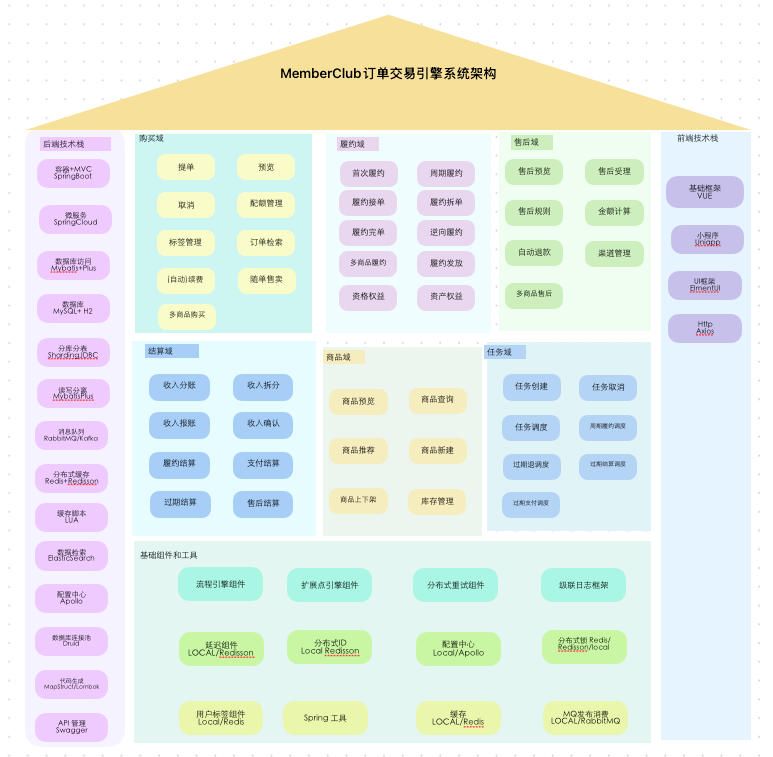 MemberClub订单交易引擎系统架构
后端技术栈
容器+MVC
SpringBoot
微服务
SpringCloud
数据库访问
Mybatis+Plus
数据库
MySQL+ H2
分库分表
ShardingJDBC
读写分离
MybatisPlus
消息队列
RabbitMQ/Kafka
分布式缓存
Redis+Redisson
缓存脚本
LUA
数据检索
ElasticSearch
配置中心
Apollo
数据库连接池
Druid
代码生成
MapStruct/Lombok
API 管理
Swagger
购买域
提单
预览
取消
配额管理
标签管理
订单检索
(自动)续费
随单售卖
多商品购买
履约域
首次履约
周期履约
履约接单
履约拆单
履约完单
逆向履约
多商品履约
履约发放
资格权益
资产权益
售后域
售后预览
售后受理
售后规则
金额计算
自动退款
渠道管理
多商品售后
前端技术栈
基础框架
VUE
小程序
Uniapp
UI框架
ElmentUI
Http
Axios
结算域
收入分账
收入拆分
收入报账
收入确认
履约结算
支付结算
过期结算
售后结算
商品域
商品预览
商品查询
商品推荐
商品新建
商品上下架
库存管理
任务域
任务创建
任务取消
任务调度
周期履约调度
过期退调度
过期结算调度
过期支付调度
基础组件和工具
流程引擎组件
扩展点引擎组件
分布式重试组件
级联日志框架
延迟组件
LOCAL/Redisson
分布式ID
Local Redisson
配置中心
Local/Apollo
分布式锁 Redis/
Redisson/local
用户标签组件
Local/Redis
Spring 工具
缓存
LOCAL/Redis
MQ发布消费
LOCAL/RabbitMQ